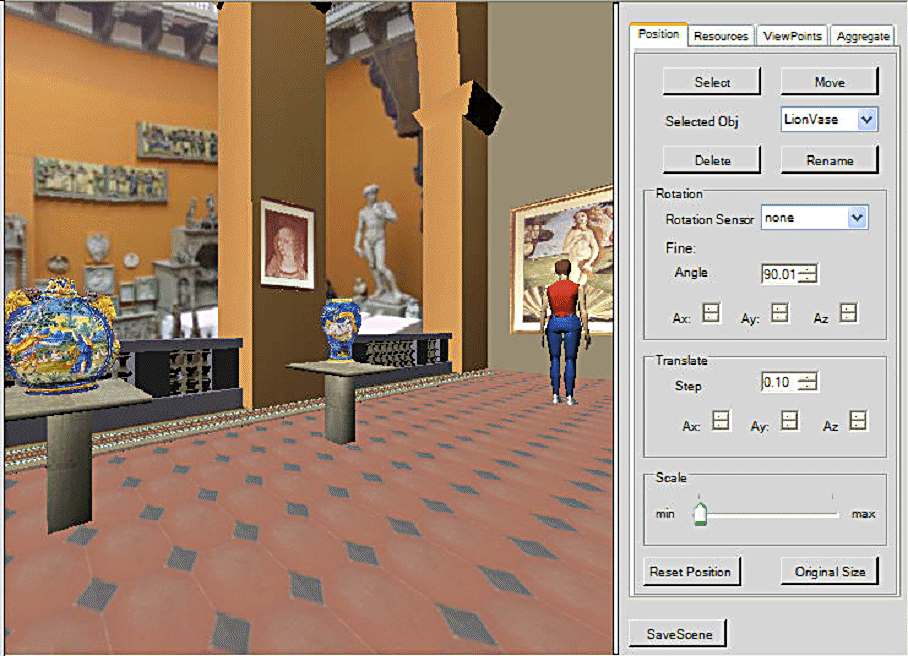 Position Resources ViewPoints Aggregate
Select Move
Selected Obj LionVase
Delete Rename
Rotation
Rotation Sensor none
Fine:
Angle 90.01
Ax: Ay: Az
Translate
Step 0.10
Ax: Ay: Az
Scale
min max
Reset Position Original Size
SaveScene